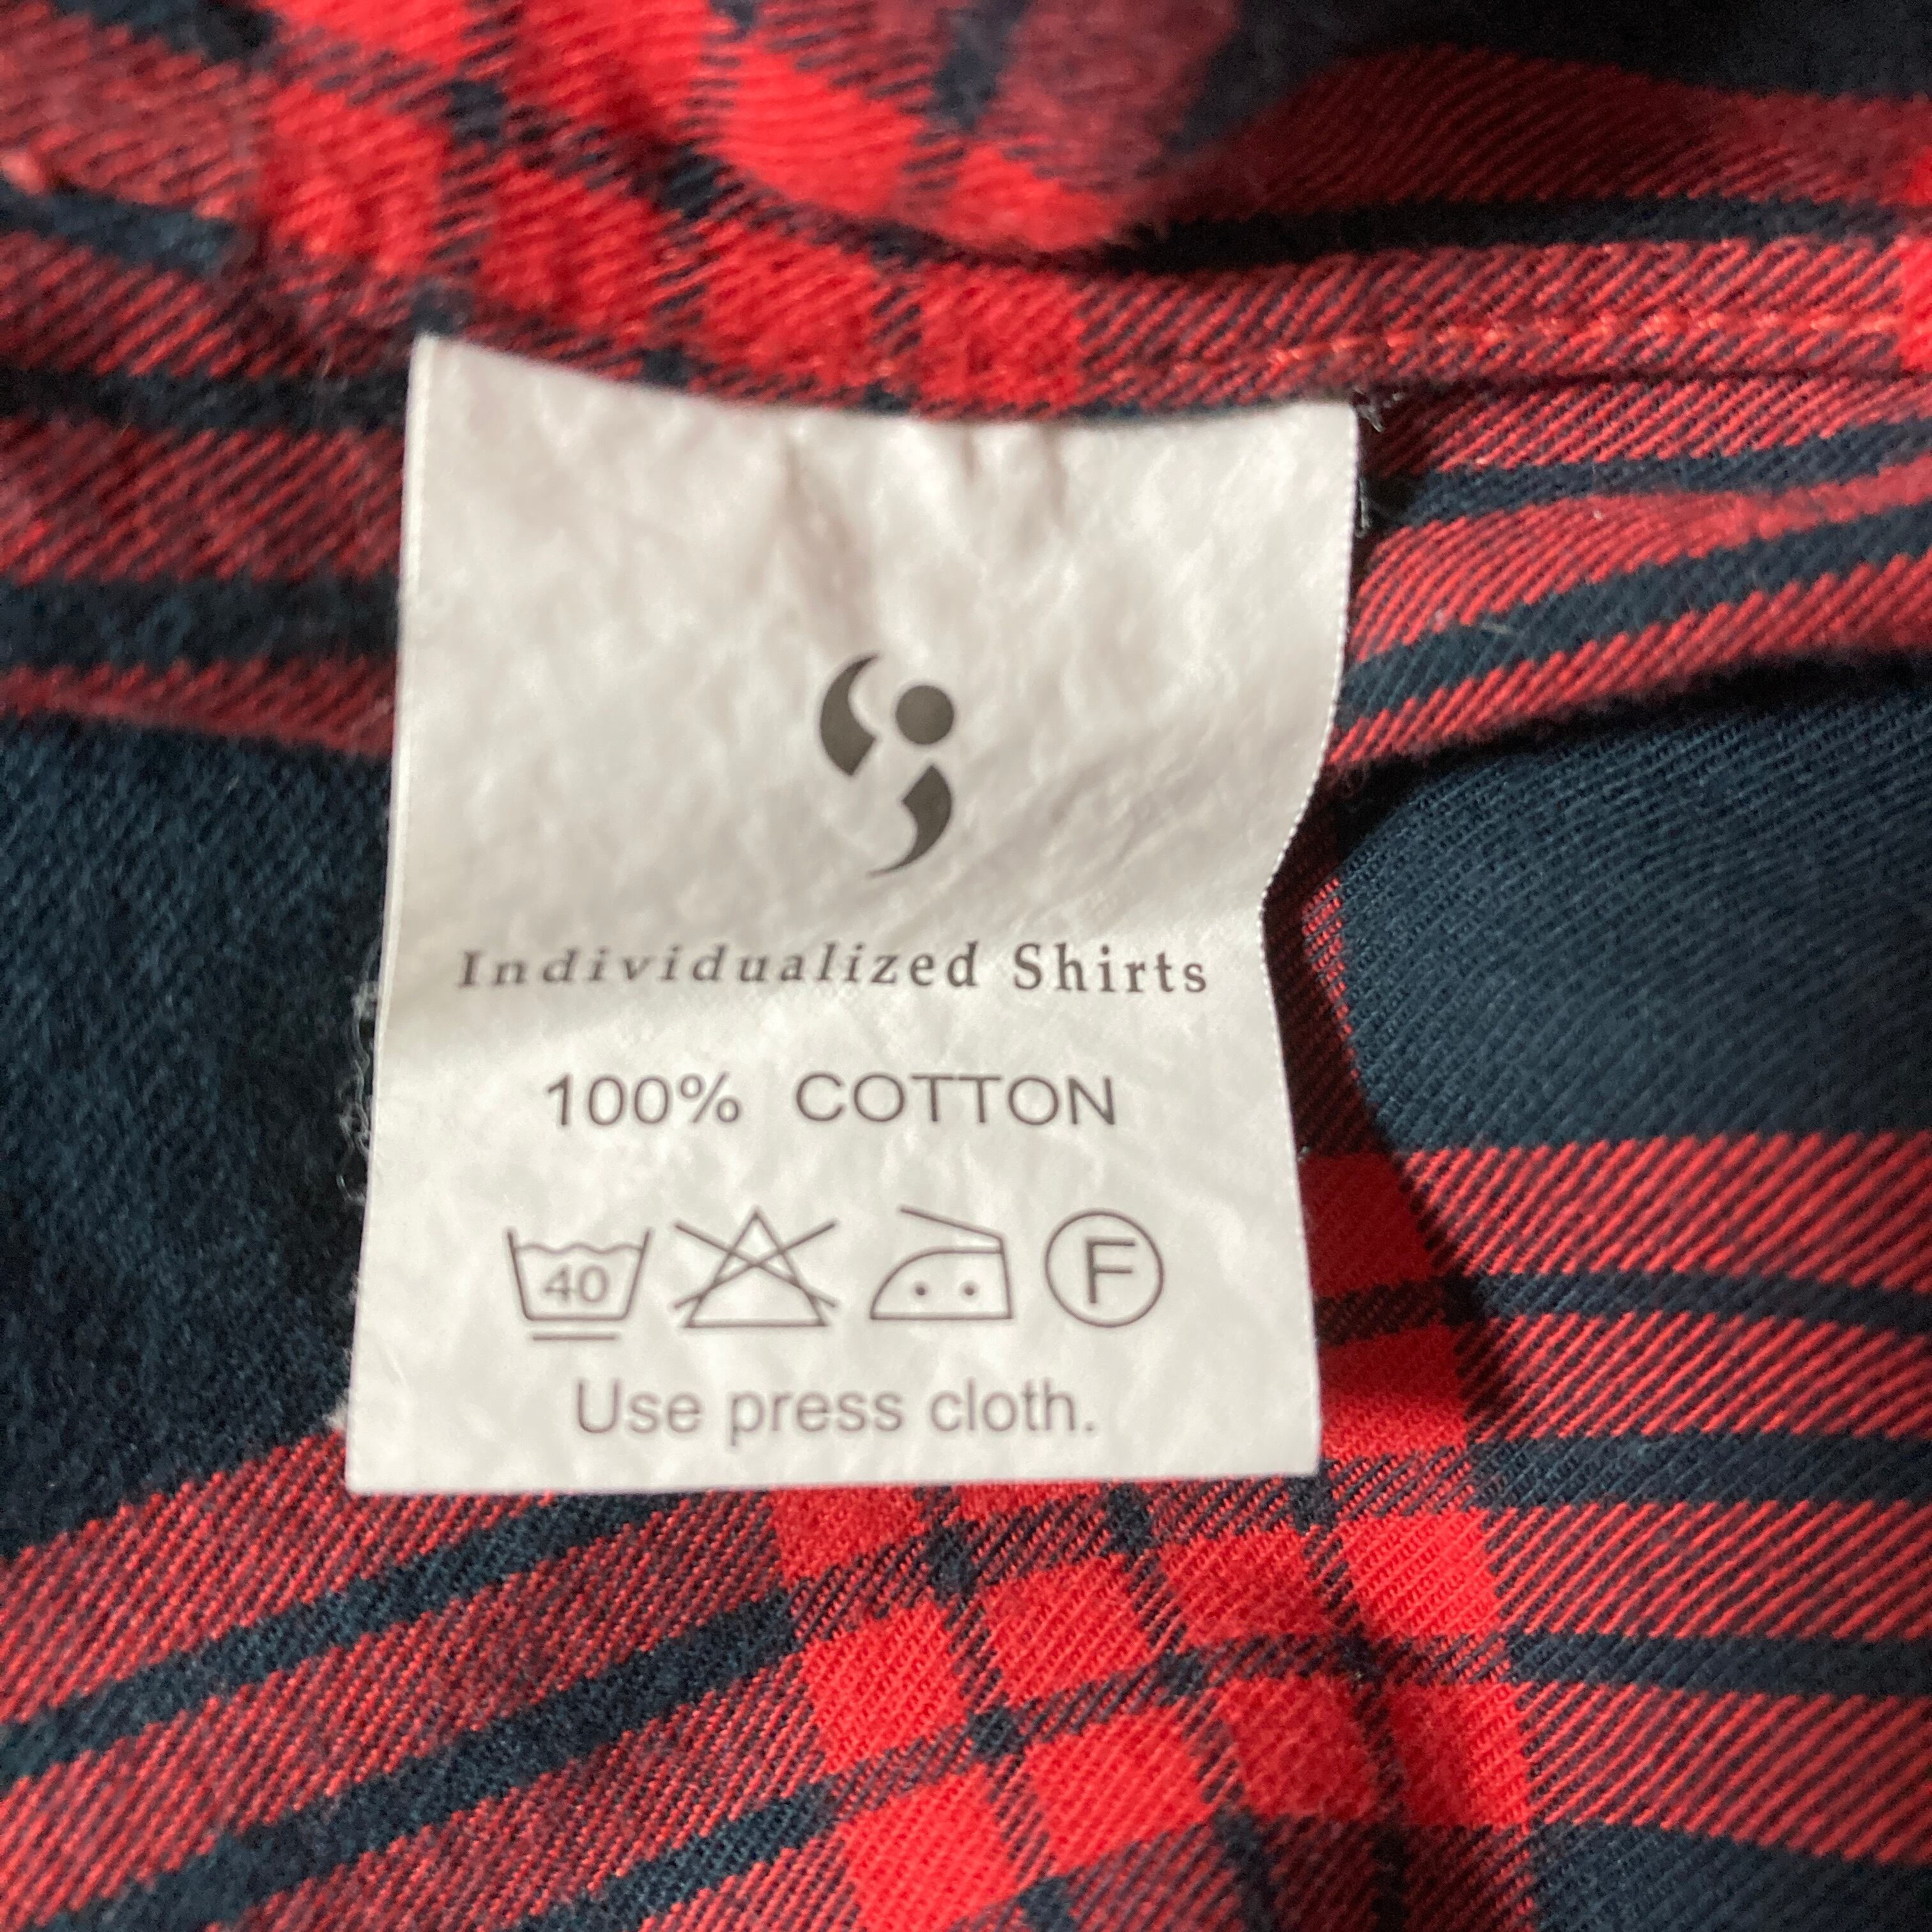 Individualized Shirts
100% COTTON
40 F
Use press cloth.